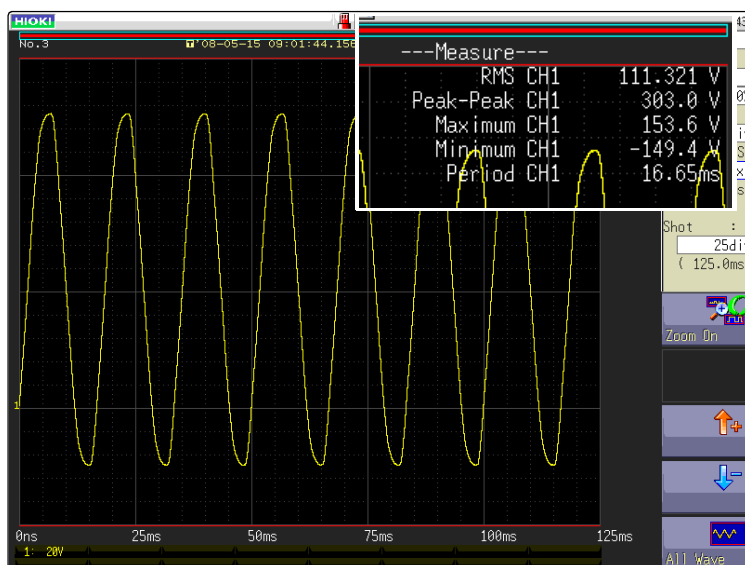 HIOKI
No.3
T'08-05-15 09:01:44.156
---Measure---
RMS CH1 111.321 V
Peak-Peak CH1 303.0 V
Maximum CH1 153.6 V
Minimum CH1 -149.4 V
Period CH1 16.65ms
Shot :
25di
( 125.0ms
Zoom On
1
0ns 25ms 50ms 75ms 100ms 125ms
1: 20V
All Wave